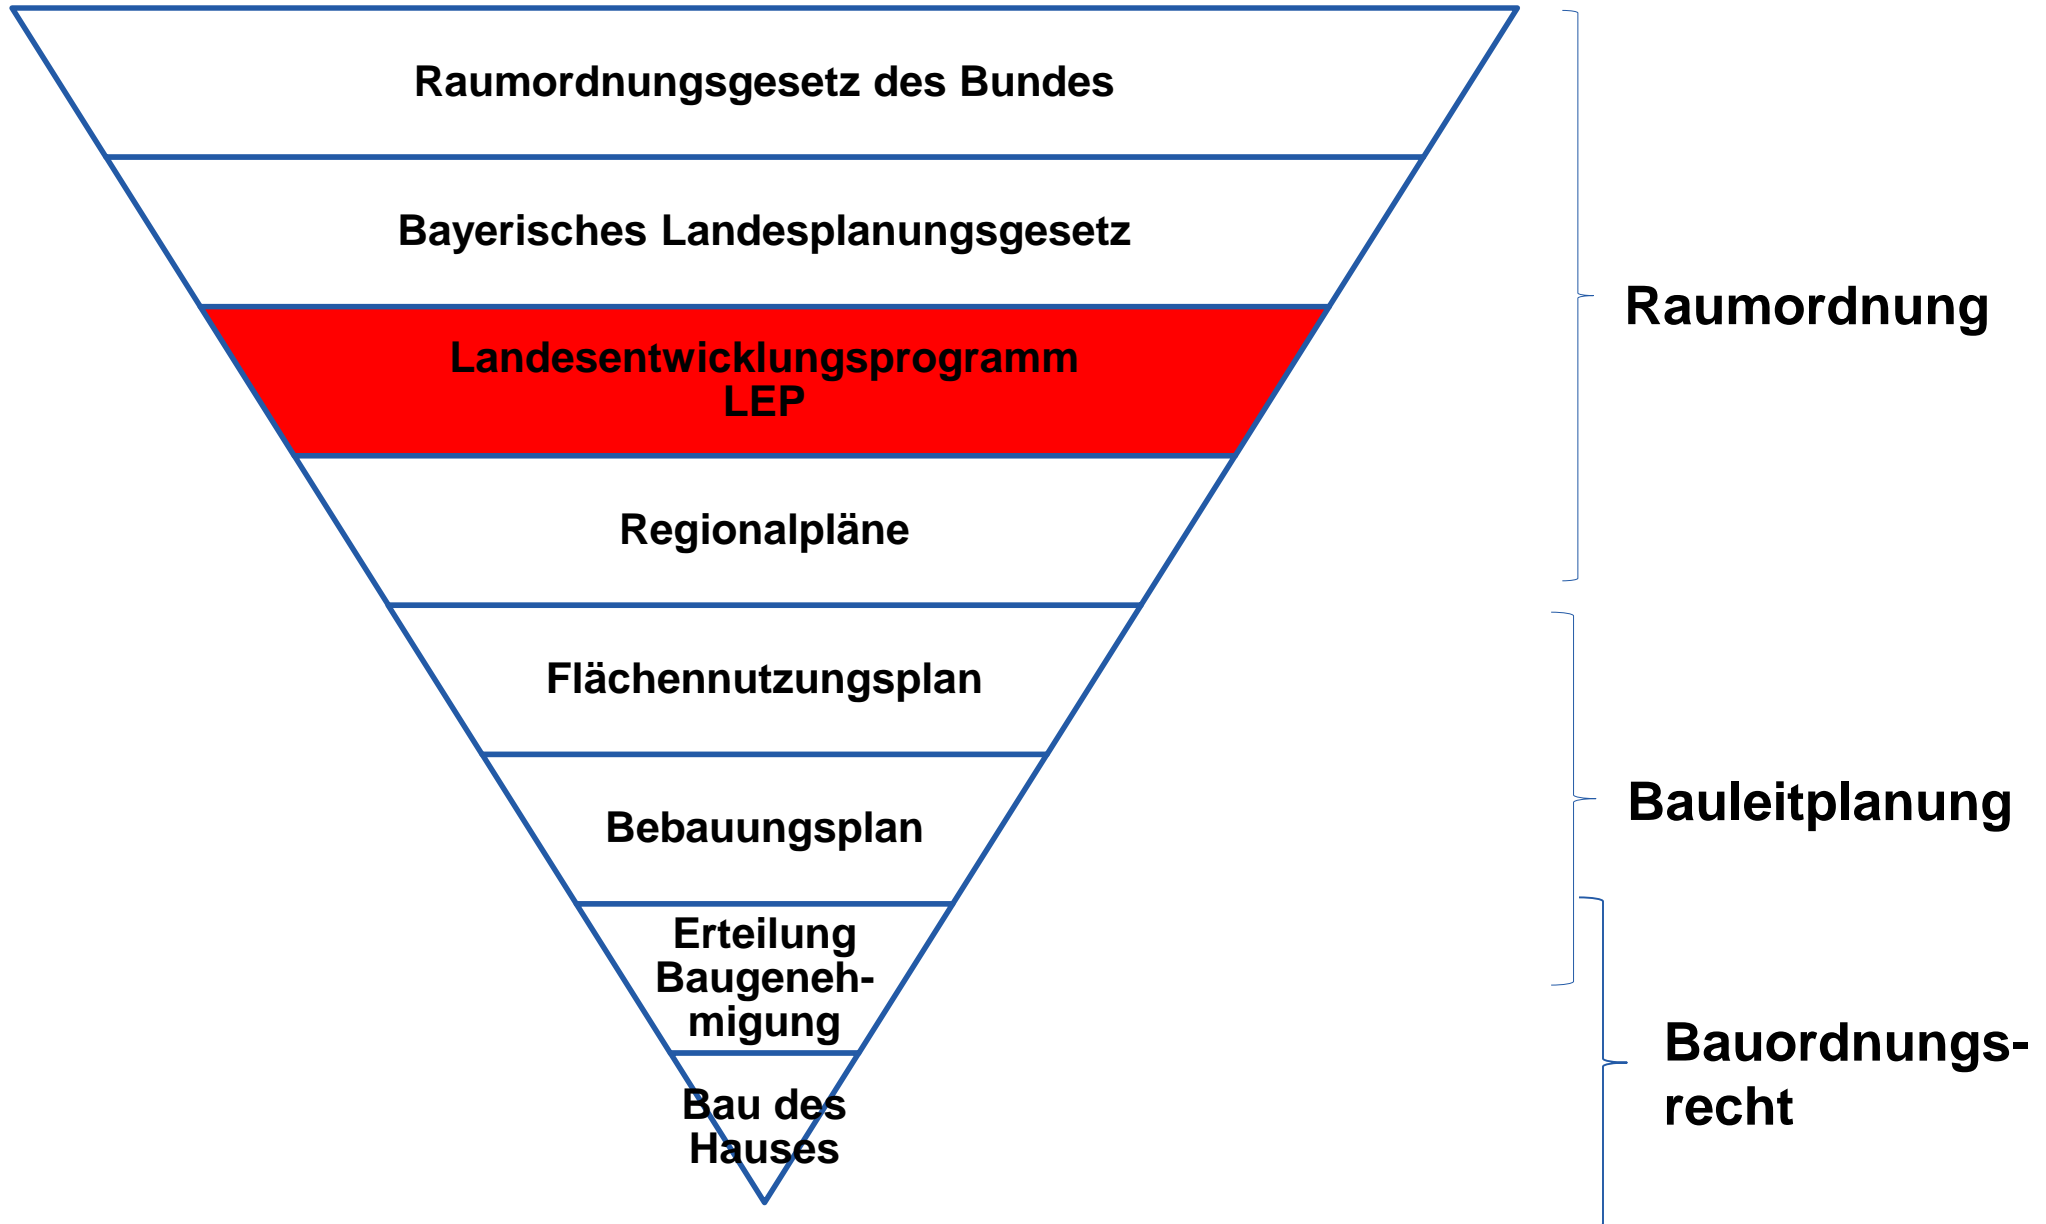 Raumordnungsgesetz des Bundes
Bayerisches Landesplanungsgesetz
Landesentwicklungsprogramm
LEP
Regionalpläne
Flächennutzungsplan
Bebauungsplan
Erteilung
Baugeneh-
migung
Bau des
Hauses
Raumordnung
Bauleitplanung
Bauordnungs-
recht